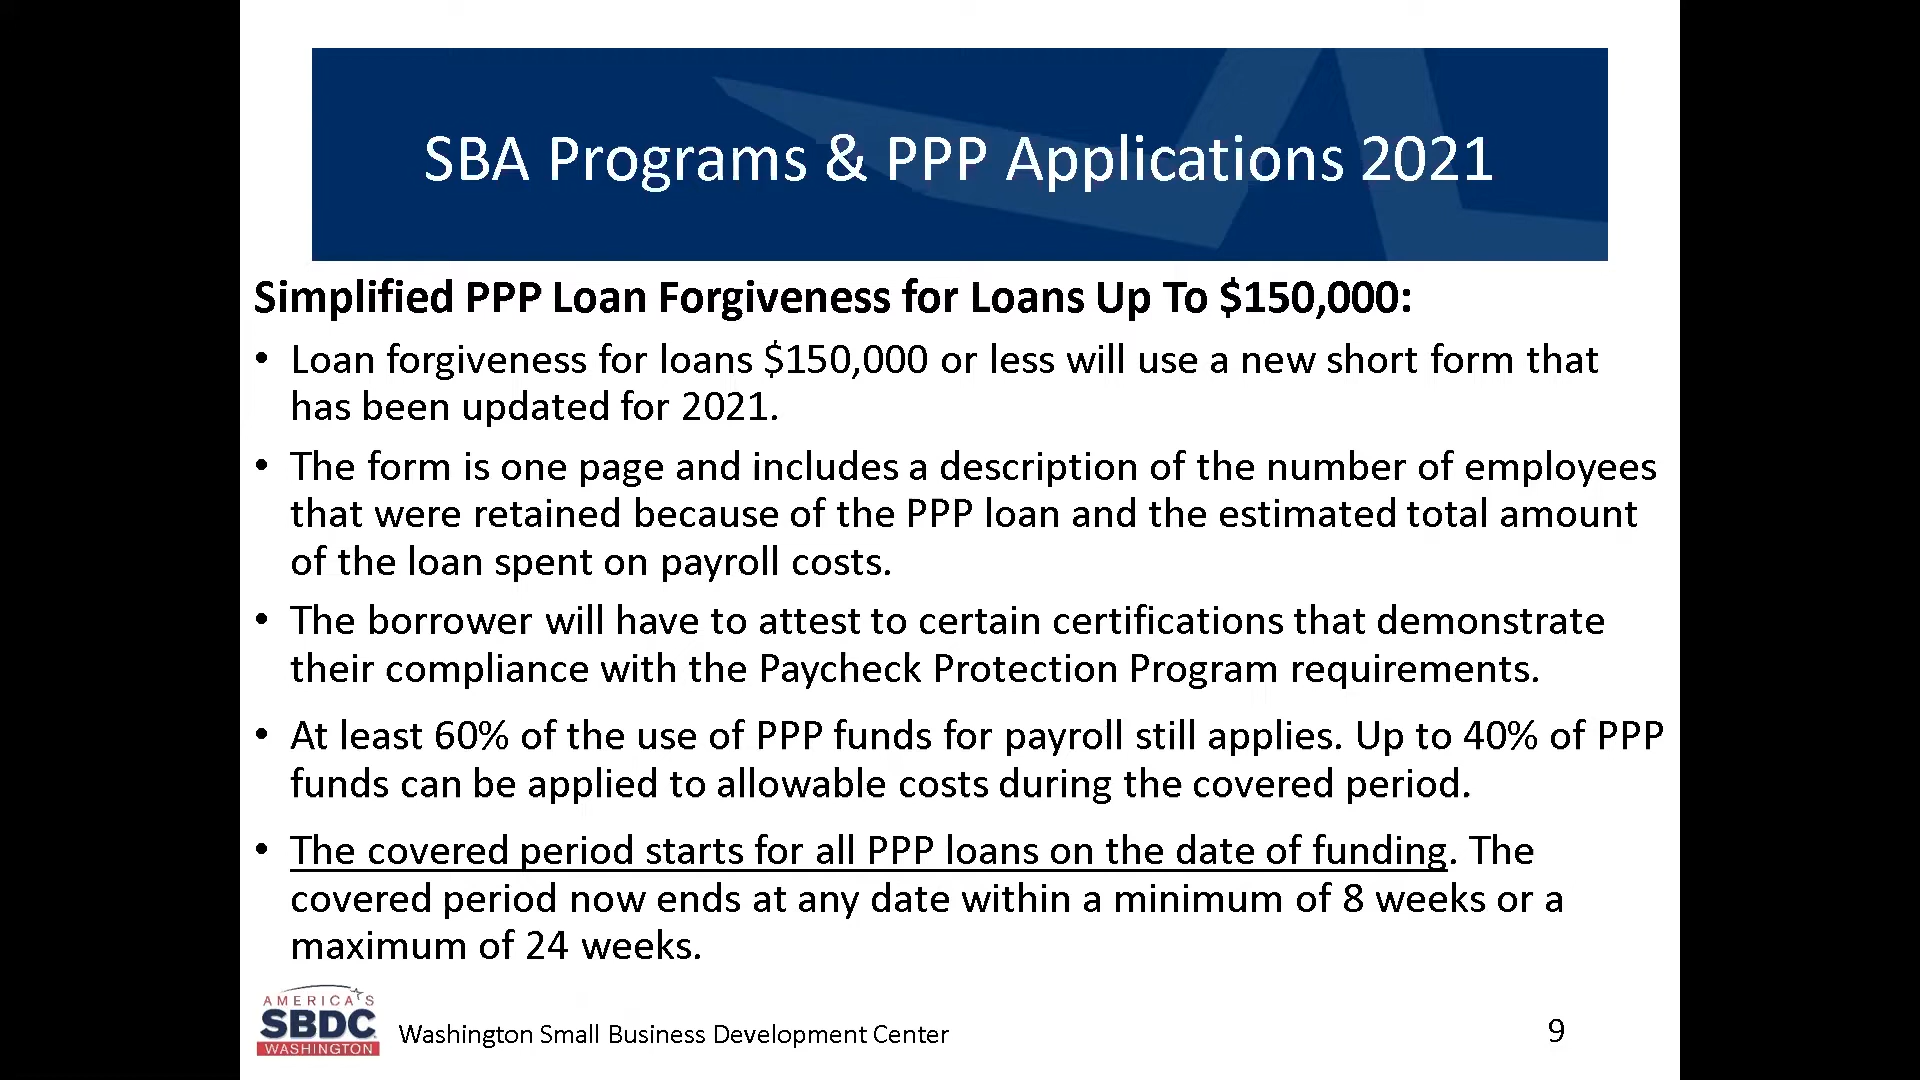 SBA Programs & PPP Applications 2021
Simplified PPP Loan Forgiveness for Loans Up To $150,000:
• Loan forgiveness for loans $150,000 or less will use a new short form that
has been updated for 2021.
• The form is one page and includes a description of the number of employees
that were retained because of the PPP loan and the estimated total amount
of the loan spent on payroll costs.
• The borrower will have to attest to certain certifications that demonstrate
their compliance with the Paycheck Protection Program requirements.
• At least 60% of the use of PPP funds for payroll still applies. Up to 40% of PPP
funds can be applied to allowable costs during the covered period.
• The covered period starts for all PPP loans on the date of funding. The
covered period now ends at any date within a minimum of 8 weeks or a
maximum of 24 weeks.
AMERICA'S
SBDC
WASHINGTON
Washington Small Business Development Center
9